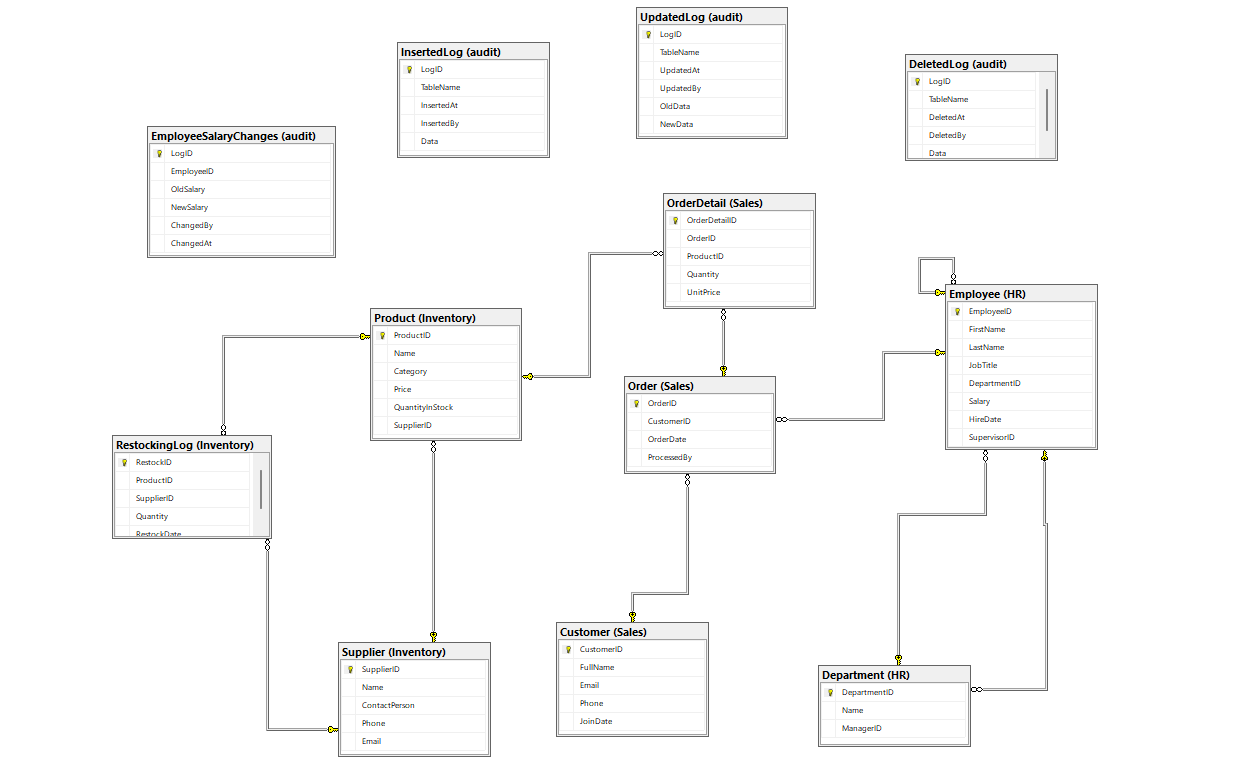 UpdatedLog (audit)
LogID
TableName
UpdatedAt
UpdatedBy
OldData
NewData
InsertedLog (audit)
LogID
TableName
InsertedAt
InsertedBy
Data
DeletedLog (audit)
LogID
TableName
DeletedAt
DeletedBy
Data
EmployeeSalaryChanges (audit)
LogID
EmployeeID
OldSalary
NewSalary
ChangedBy
ChangedAt
OrderDetail (Sales)
OrderDetailID
OrderID
ProductID
Quantity
UnitPrice
Employee (HR)
EmployeeID
FirstName
LastName
JobTitle
DepartmentID
Salary
HireDate
SupervisorID
Product (Inventory)
ProductID
Name
Category
Price
QuantityInStock
SupplierID
Order (Sales)
OrderID
CustomerID
OrderDate
ProcessedBy
RestockingLog (Inventory)
RestockID
ProductID
SupplierID
Quantity
RestockDate
Customer (Sales)
CustomerID
FullName
Email
Phone
JoinDate
Supplier (Inventory)
SupplierID
Name
ContactPerson
Phone
Email
Department (HR)
DepartmentID
Name
ManagerID